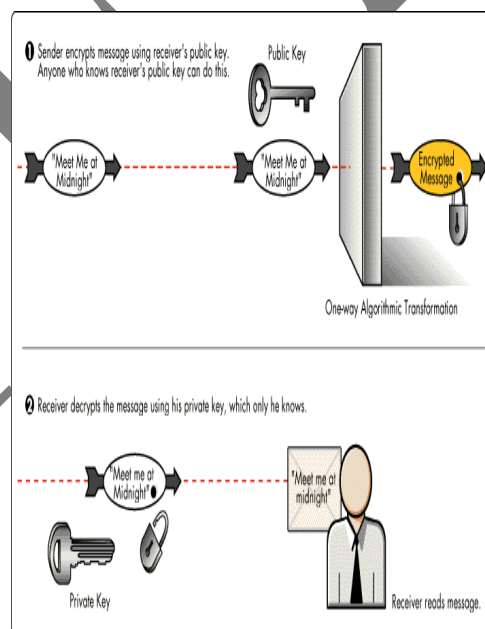 1 Sender encrypts message using receiver's public key.
Anyone who knows receiver's public key can do this.
Public Key
"Meet Me at
Midnight"
"Meet Me at
Midnight"
Encrypted
Message
One-way Algorithmic Transformation
2 Receiver decrypts the message using his private key, which only he knows.
"Meet me at
Midnight"
"Meet me at
midnight"
Private Key
Receiver reads message.